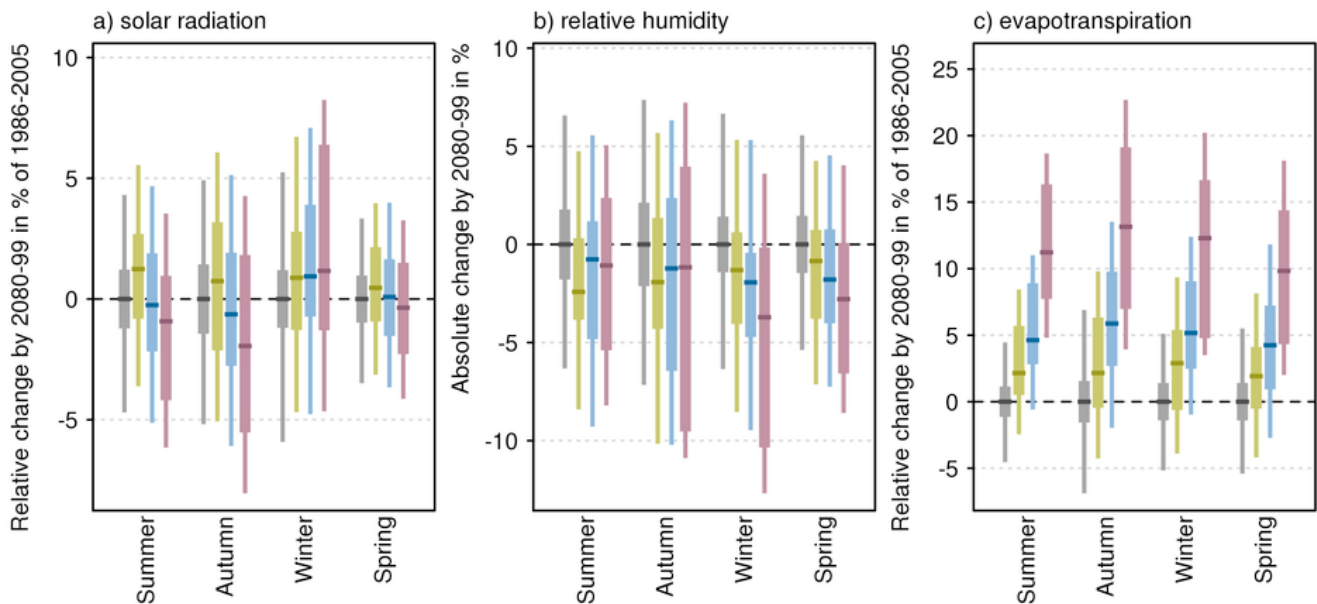 a) solar radiation
Relative change by 2080-99 in % of 1986-2005
10
5
0
-5
Summer
Autumn
Winter
Spring
b) relative humidity
Absolute change by 2080-99 in %
10
5
0
-5
-10
Summer
Autumn
Winter
Spring
c) evapotranspiration
Relative change by 2080-99 in % of 1986-2005
25
20
15
10
5
0
-5
Summer
Autumn
Winter
Spring